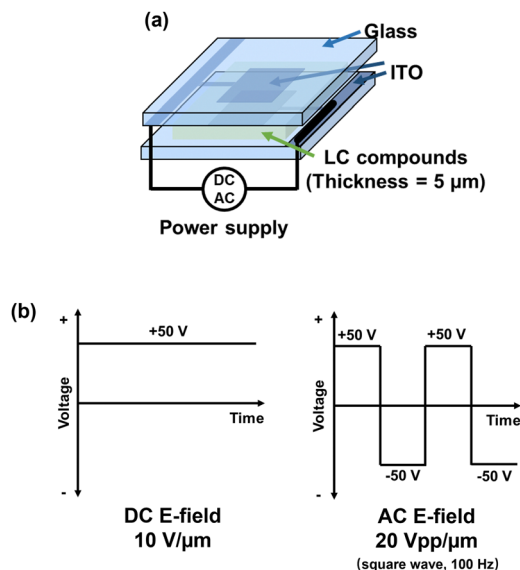 (a)
Glass
ITO
LC compounds
(Thickness = 5 μm)
DC
AC
Power supply
(b)
+
+50 V
Voltage
Time
-
DC E-field
10 V/μm
+
+50 V
+50 V
Voltage
Time
-50 V
-50 V
-
AC E-field
20 Vpp/μm
(square wave, 100 Hz)